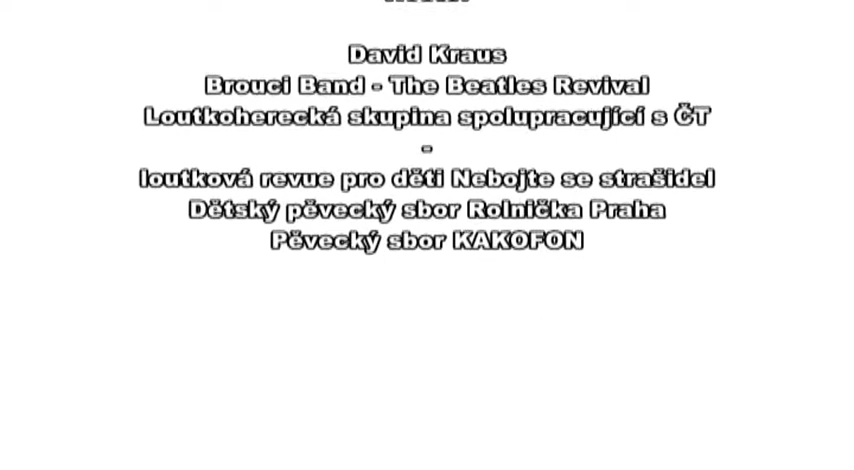 David Kraus
Brouci Band - The Beatles Revival
Loutkoherecká skupina spolupracující s ČT
-
loutková revue pro děti Nebojte se strašidel
Dětský pěvecký sbor Rolnička Praha
Pěvecký sbor KAKOFON